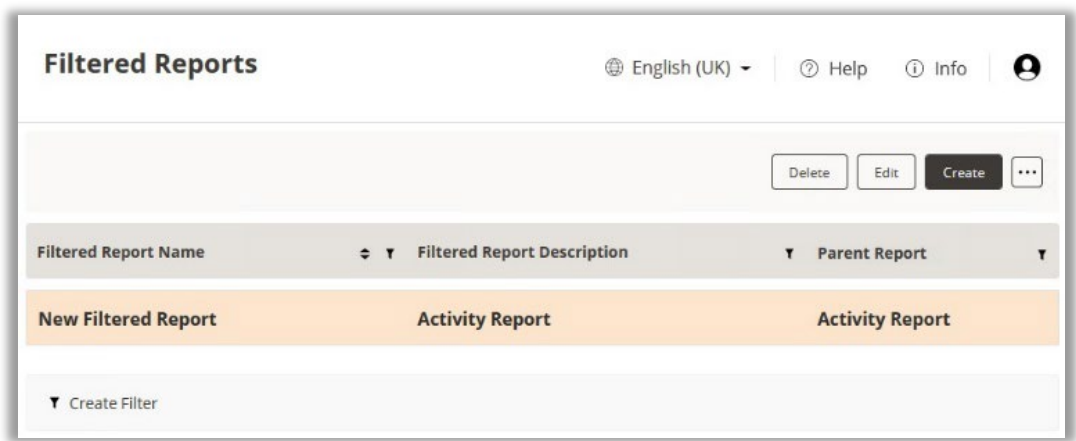 Filtered Reports
English (UK)
Help
Info
Delete
Edit
Create
Filtered Report Name
Filtered Report Description
Parent Report
New Filtered Report
Activity Report
Activity Report
Create Filter